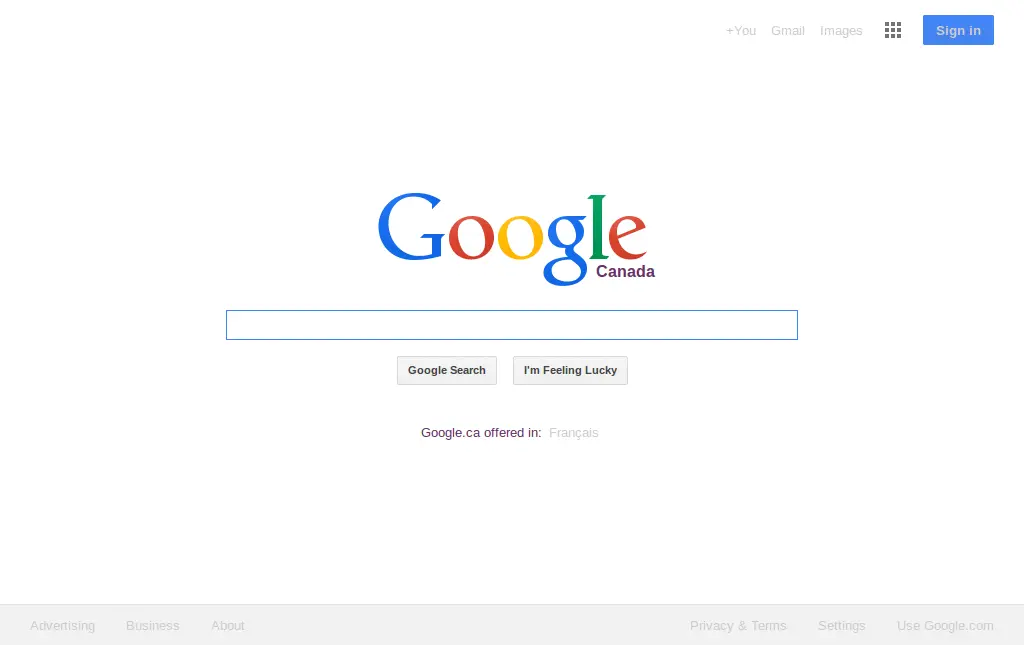 +You Gmail Images Sign in
Google
Canada
Google Search I'm Feeling Lucky
Google.ca offered in: Français
Advertising Business About Privacy & Terms Settings Use Google.com